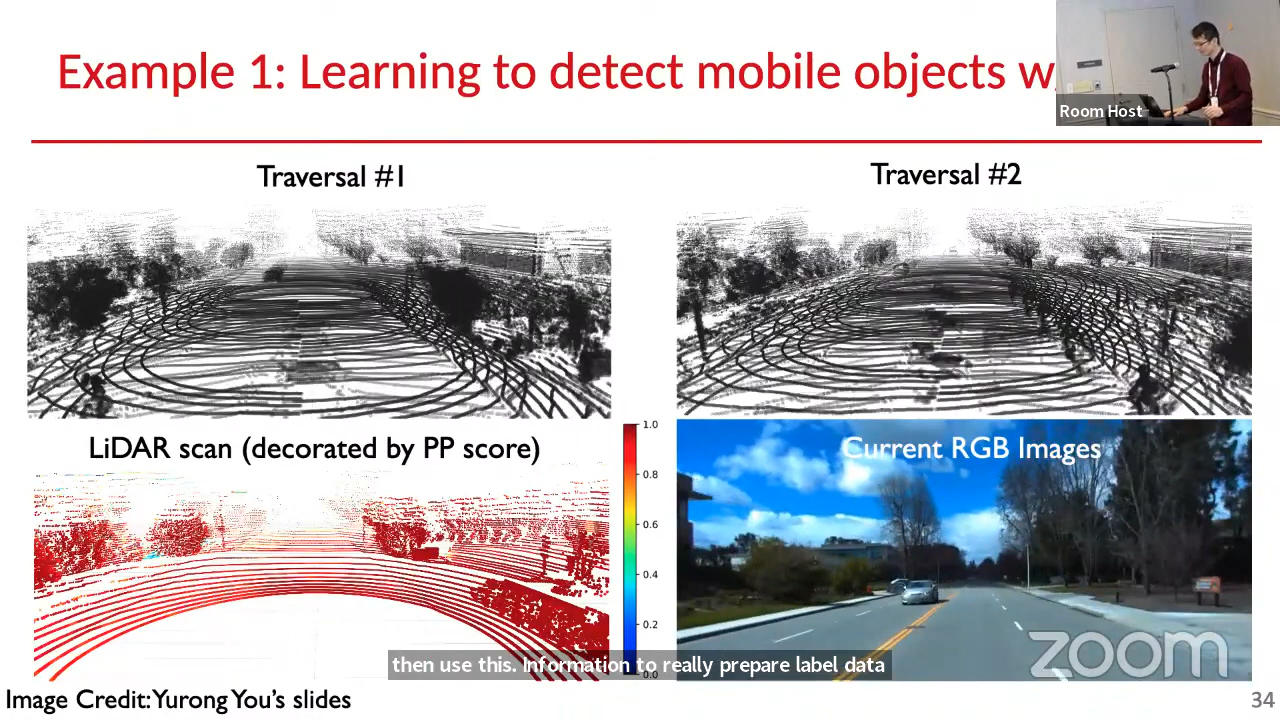 Example 1: Learning to detect mobile objects w
Room Host
Traversal #1
Traversal #2
LiDAR scan (decorated by PP score)
1.0
0.8
0.6
0.4
0.2
0.0
Current RGB Images
then use this. Information to really prepare label data
zoom
Image Credit: Yurong You's slides
34